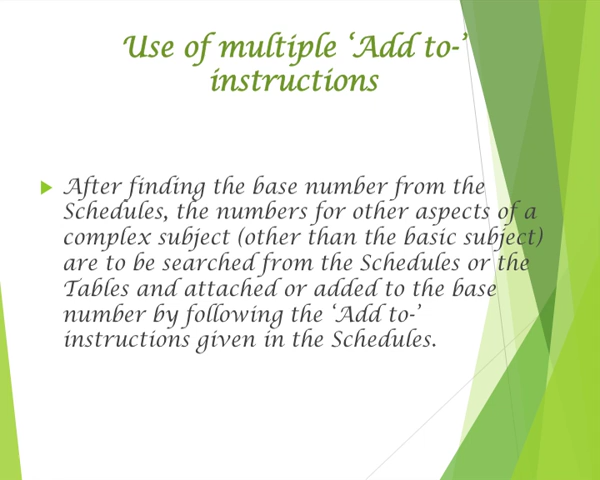 Use of multiple ‘Add to-’
instructions
After finding the base number from the
Schedules, the numbers for other aspects of a
complex subject (other than the basic subject)
are to be searched from the Schedules or the
Tables and attached or added to the base
number by following the ‘Add to-’
instructions given in the Schedules.